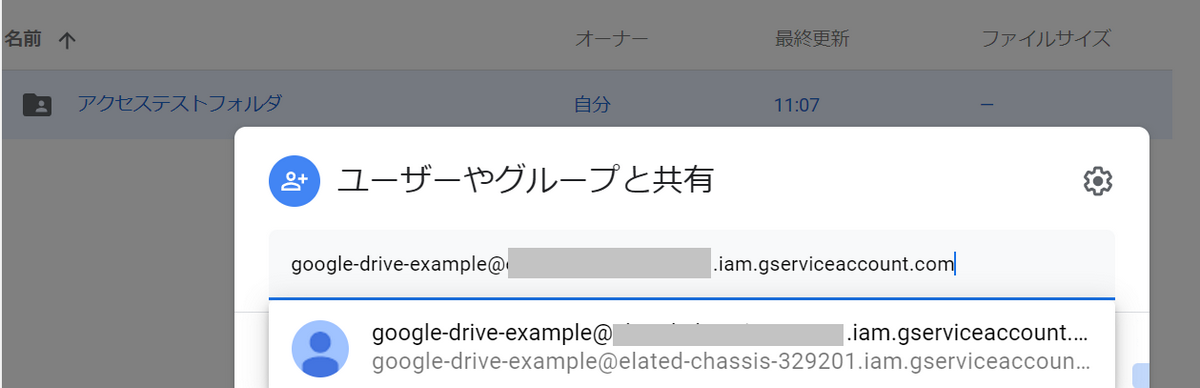 名前 ↑ オーナー 最終更新 ファイルサイズ
アクセステストフォルダ 自分 11:07 —
ユーザーやグループと共有
google-drive-example@ .iam.gserviceaccount.com
google-drive-example@ .iam.gserviceaccount....
google-drive-example@elated-chassis-329201.iam.gserviceaccoun...